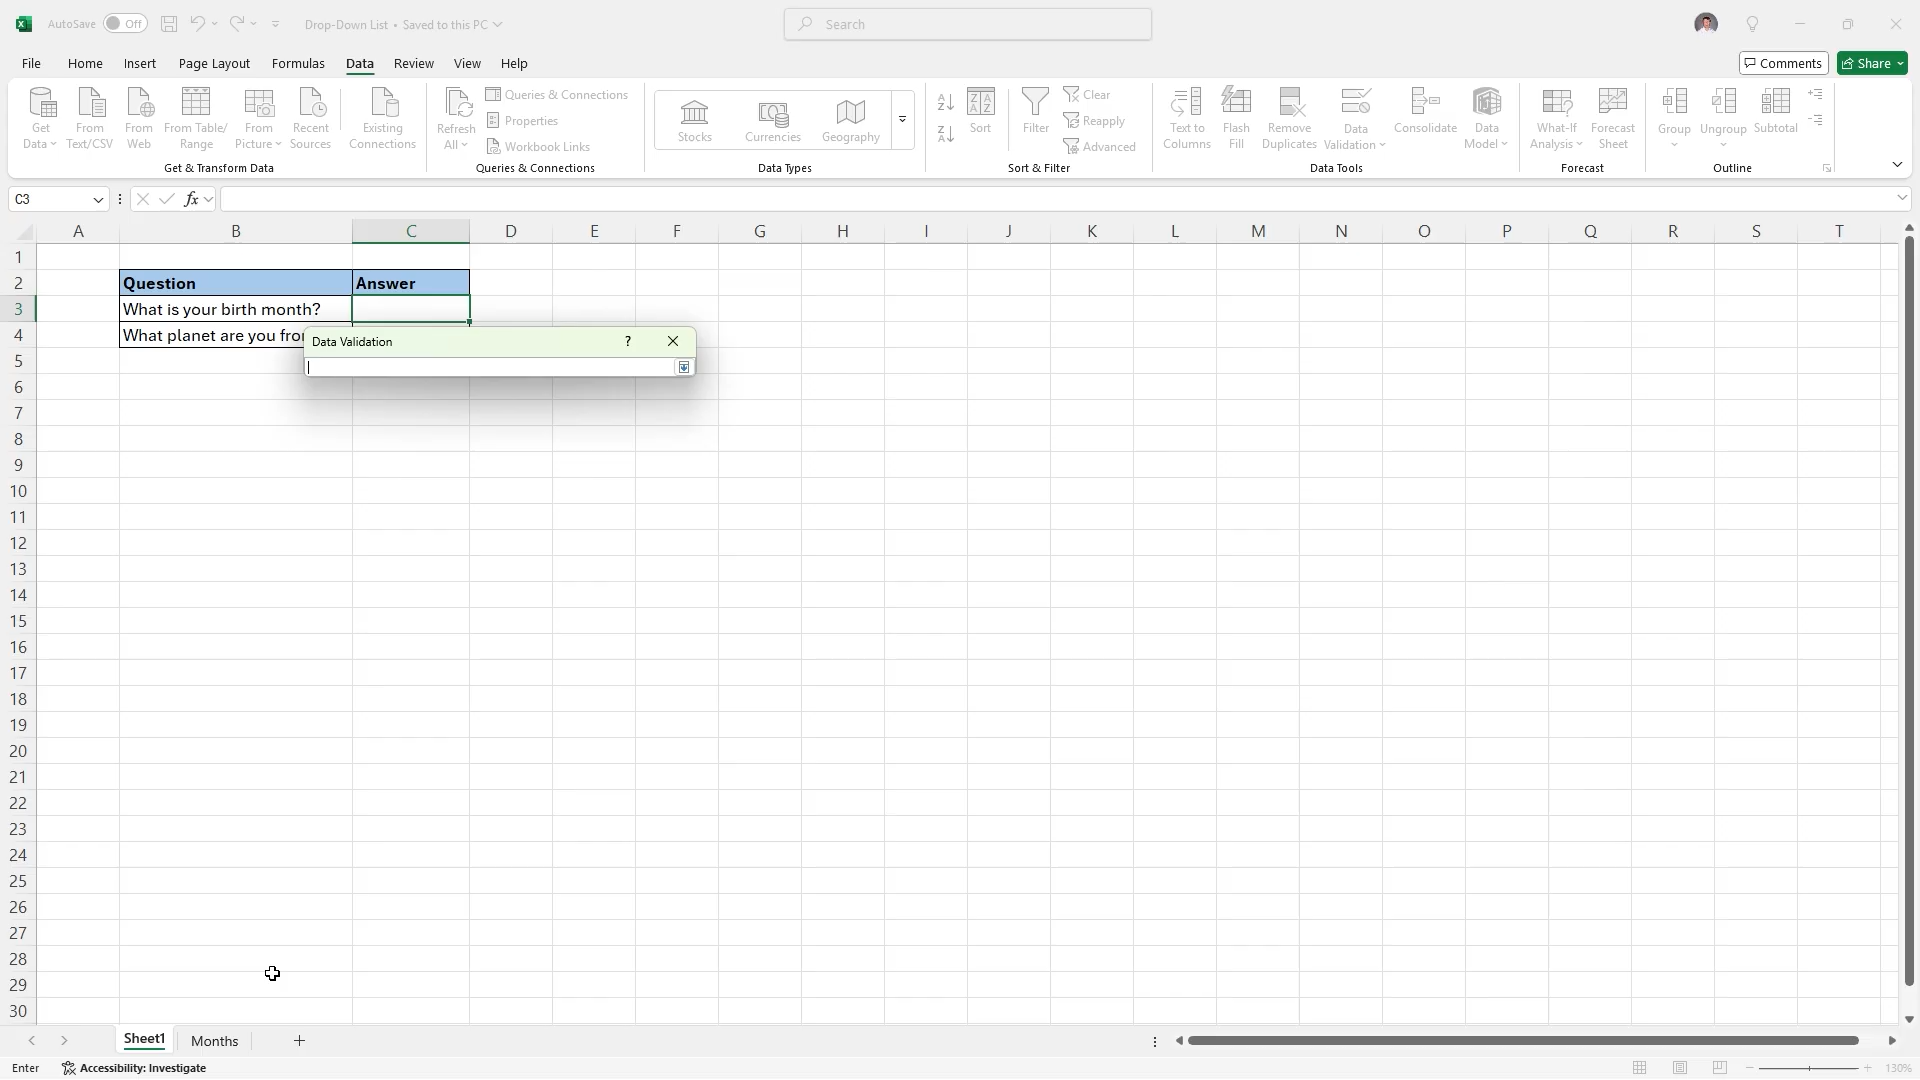 AutoSave Off Drop-Down List • Saved to this PC Search
File Home Insert Page Layout Formulas Data Review View Help Comments Share
Get Data From Text/CSV From Web From Table/ Range From Picture Recent Sources Existing Connections
Get & Transform Data
Refresh All Queries & Connections
Properties
Workbook Links
Queries & Connections
Stocks Currencies Geography
Data Types
Sort Filter Clear
Reapply
Advanced
Sort & Filter
Text to Columns Flash Fill Remove Duplicates Data Validation Consolidate Data Model
Data Tools
What-If Analysis Forecast Sheet
Forecast
Group Ungroup Subtotal
Outline
C3 fx
A B C D E F G H I J K L M N O P Q R S T
1
2 Question Answer
3 What is your birth month?
4 What planet are you fro
Data Validation ?
5
6
7
8
9
10
11
12
13
14
15
16
17
18
19
20
21
22
23
24
25
26
27
28
29
30
Sheet1 Months
Enter Accessibility: Investigate 130%